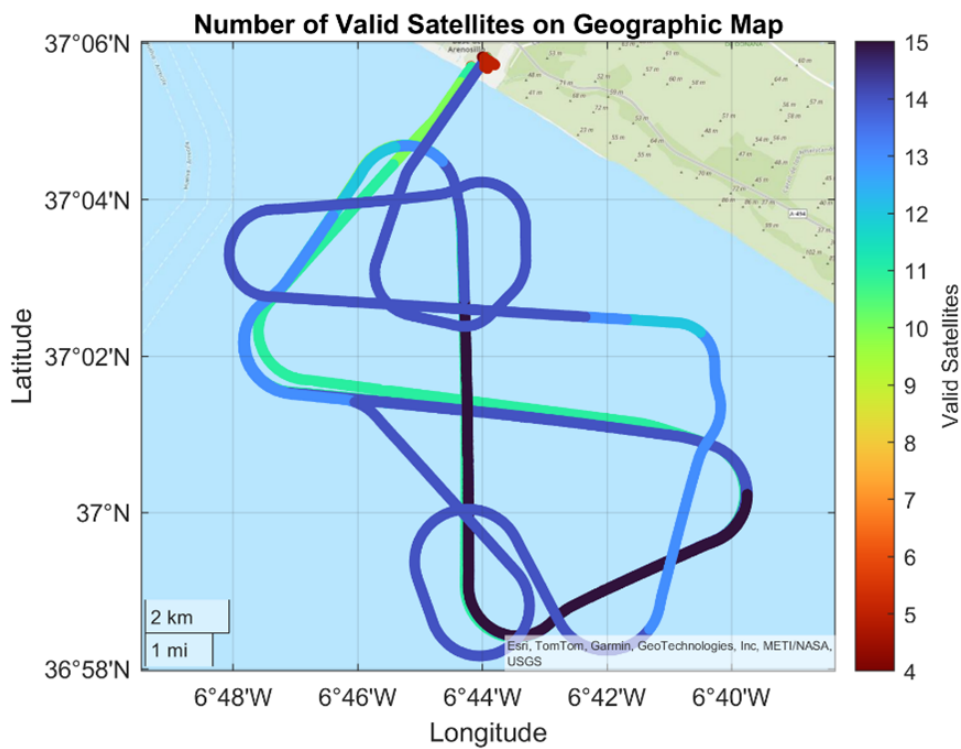 Number of Valid Satellites on Geographic Map
37°06'N
37°04'N
37°02'N
37°N
36°58'N
Latitude
Arenosillo
A-494
2 km
1 mi
Esri, TomTom, Garmin, GeoTechnologies, Inc, METI/NASA,
USGS
6°48'W
6°46'W
6°44'W
6°42'W
6°40'W
Longitude
15
14
13
12
11
10
9
8
7
6
5
4
Valid Satellites